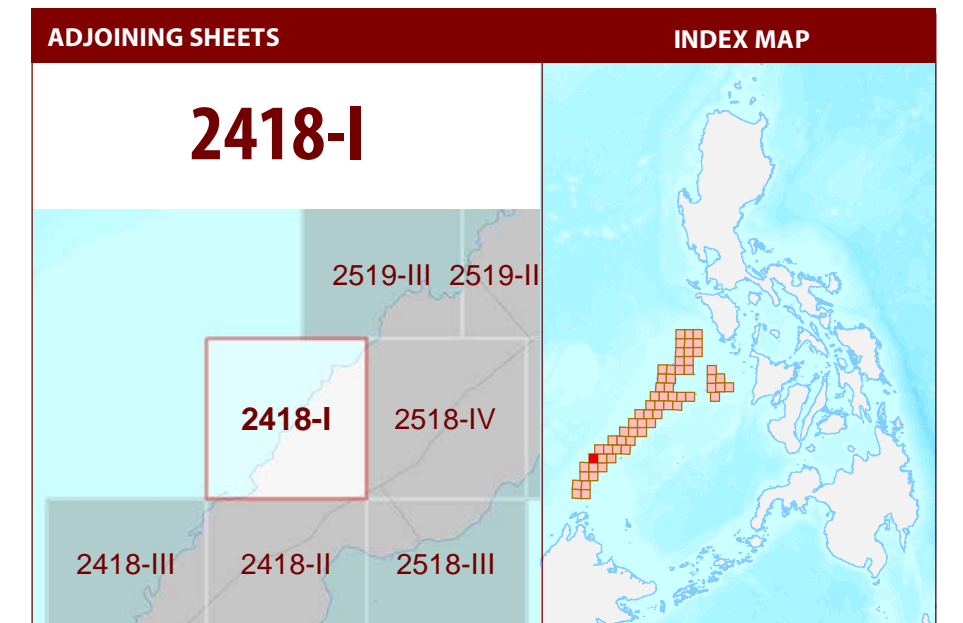 ADJOINING SHEETS
INDEX MAP
2418-I
2519-III 2519-II
2418-I
2518-IV
2418-III
2418-II
2518-III